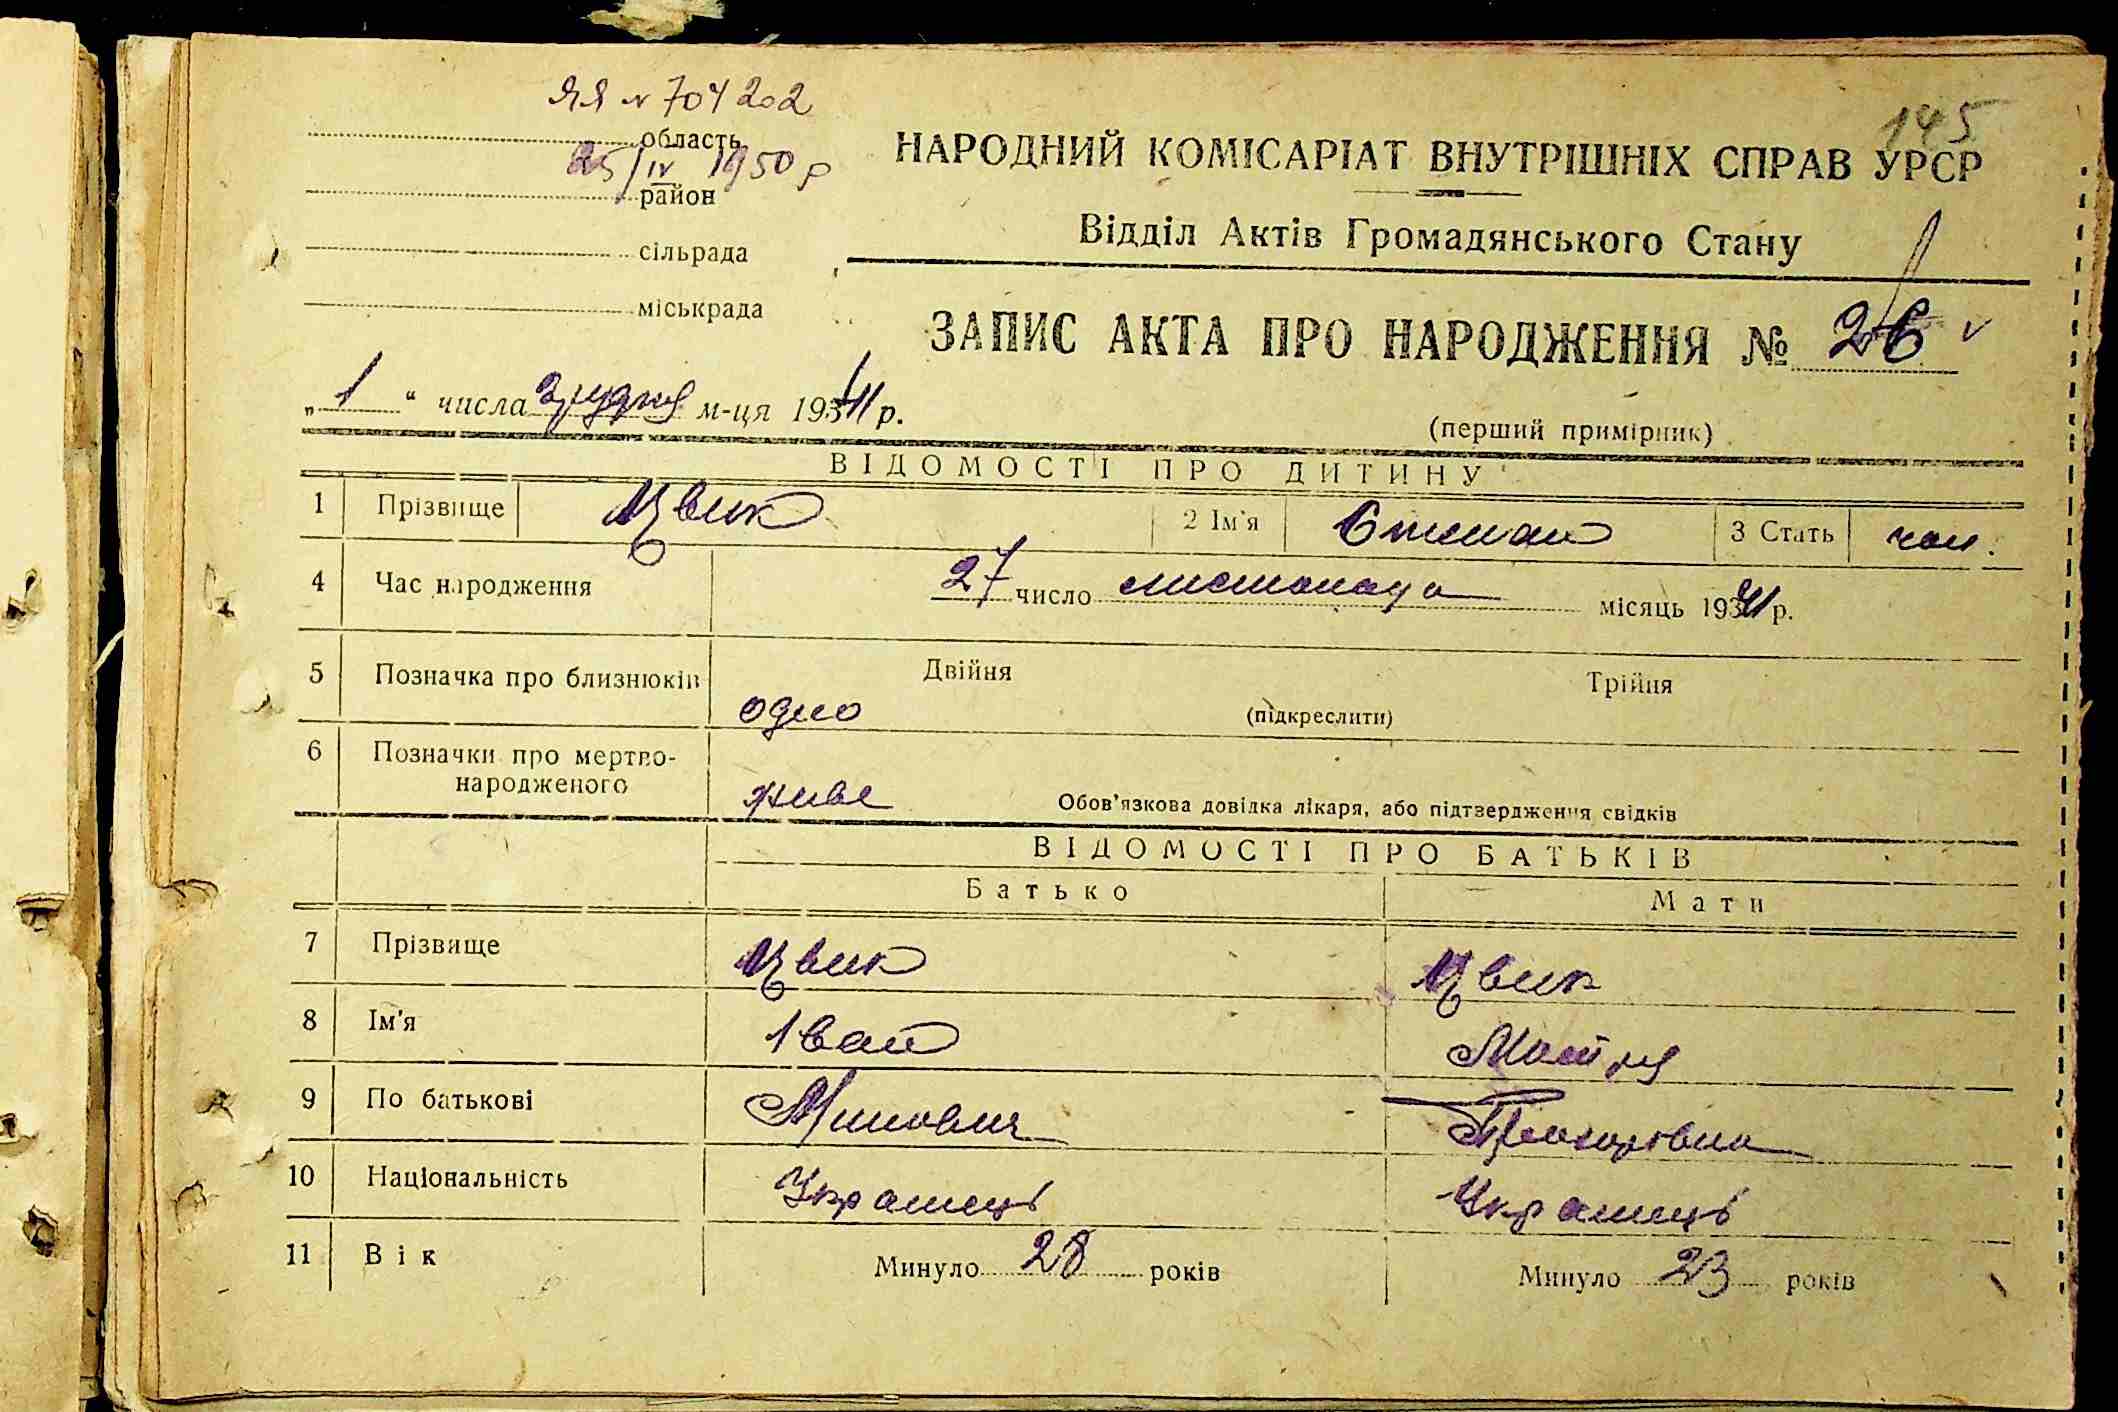 145
ЯЯ № 704202
область
25/IV 1950 р
район
сільрада
міськрада
НАРОДНИЙ КОМІСАРІАТ ВНУТРІШНІХ СПРАВ УРСР
Відділ Актів Громадянського Стану
ЗАПИС АКТА ПРО НАРОДЖЕННЯ № 26
„1“ числа грудня м-ця 1941 р.
(перший примірник)
ВІДОМОСТІ ПРО ДИТИНУ
1 Прізвище Цвик 2 Ім'я Степан 3 Стать чол.
4 Час народження 27 число листопада місяць 1941 р.
5 Позначка про близнюків одно Двійня Трійня
(підкреслити)
6 Позначки про мертво-
народженого живе Обов'язкова довідка лікаря, або підтвердження свідків
ВІДОМОСТІ ПРО БАТЬКІВ
Батько Мати
7 Прізвище Цвик Цвик
8 Ім'я Іван
9 По батькові Минович Прохорівна
10 Національність Українець Українець
11 Вік Минуло 28 років Минуло 23 років